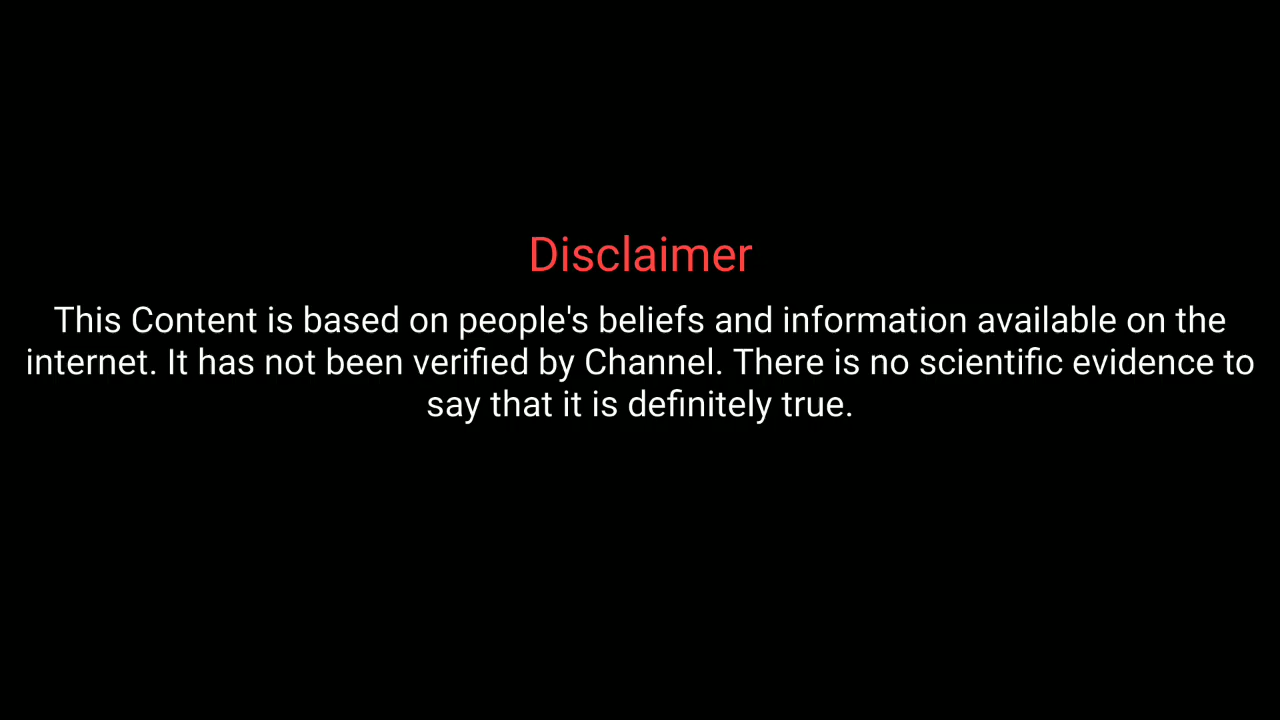 Disclaimer
This Content is based on people's beliefs and information available on the
internet. It has not been verified by Channel. There is no scientific evidence to
say that it is definitely true.